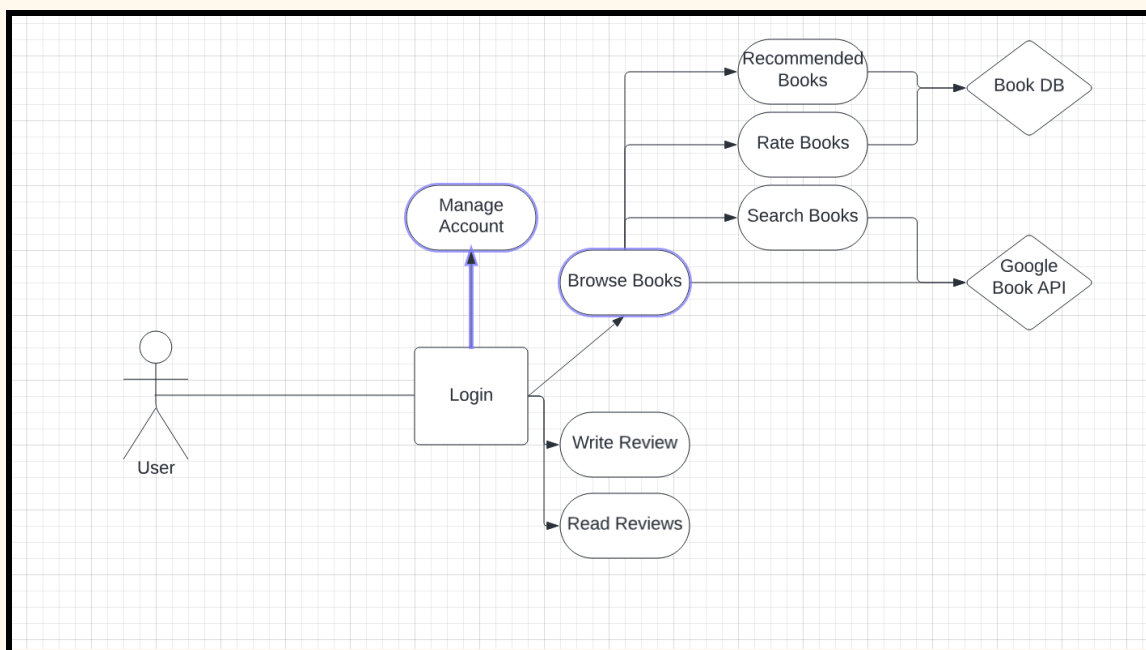 Recommended
Books
Book DB
Rate Books
Manage
Account
Search Books
Browse Books
Google
Book API
Login
Write Review
User
Read Reviews